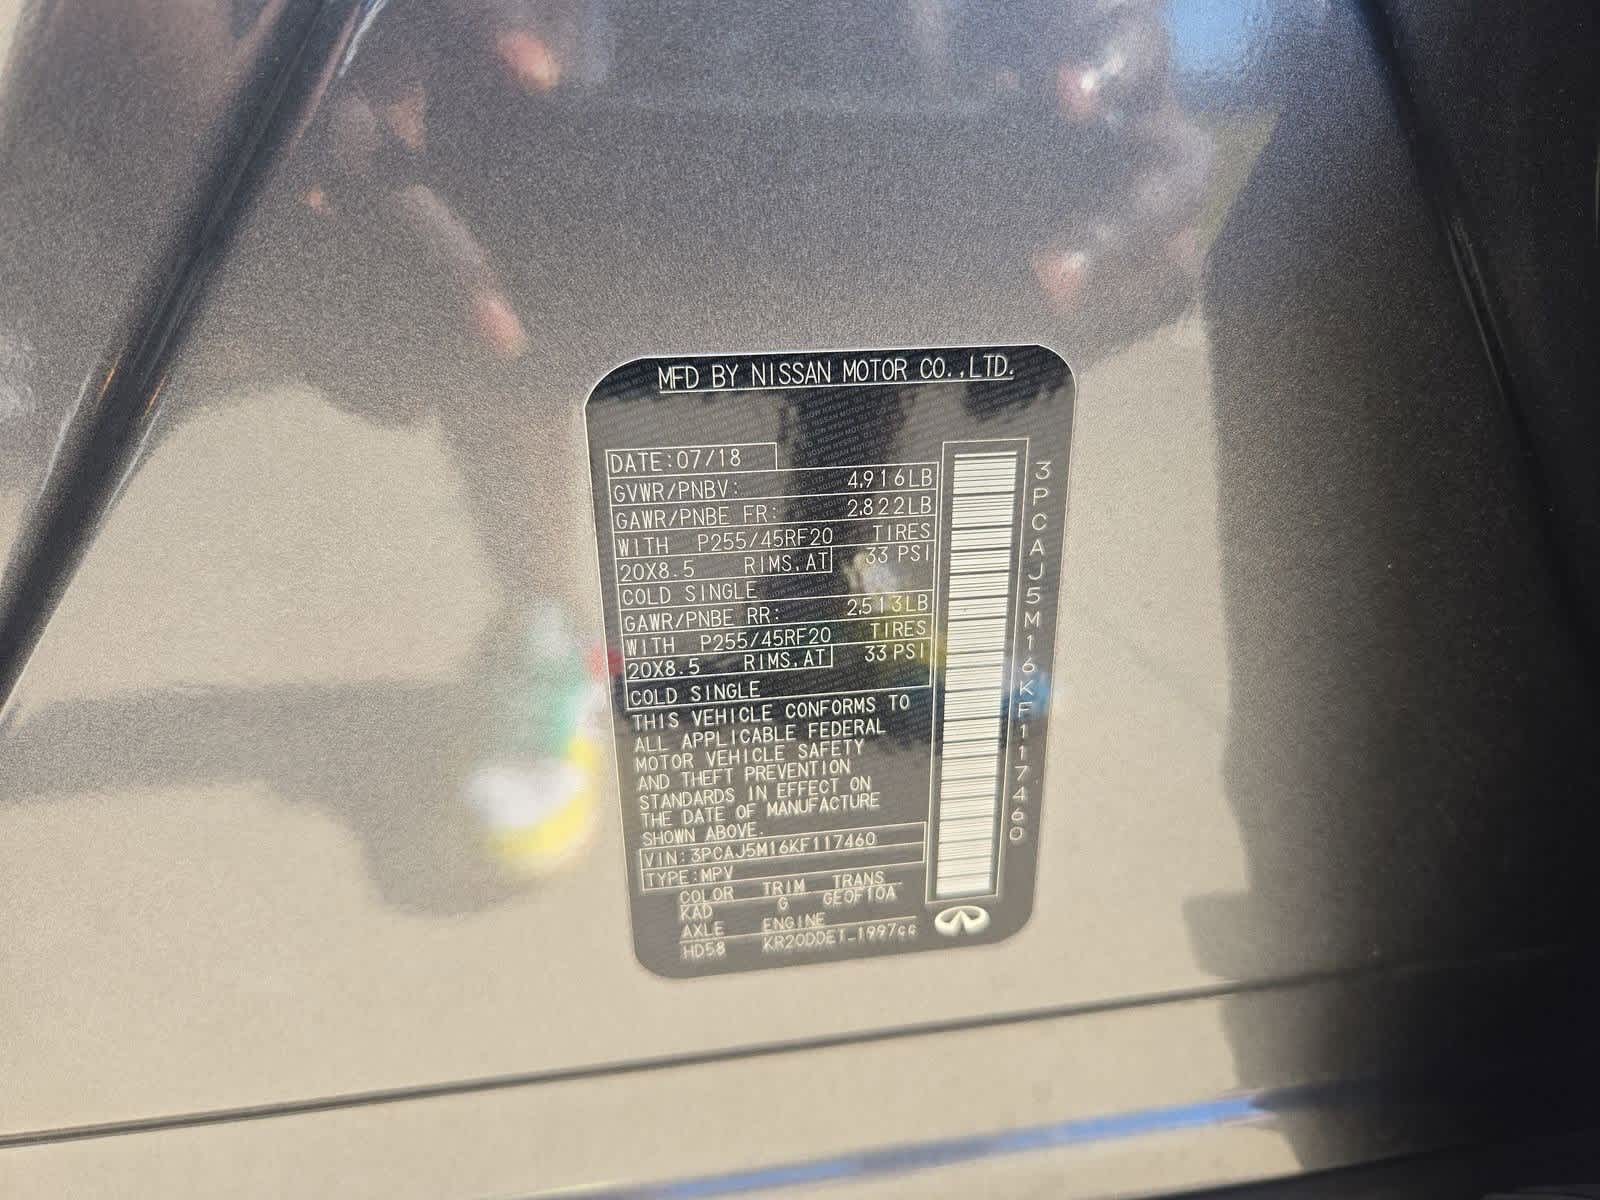 MFD BY NISSAN MOTOR CO.,LTD.
DATE:07/18
GVWR/PNBV: 4,916LB
GAWR/PNBE FR: 2,822LB
WITH P255/45RF20 TIRES
20X8.5 RIMS,AT 33 PSI
COLD SINGLE
GAWR/PNBE RR: 2,513LB
WITH P255/45RF20 TIRES
20X8.5 RIMS,AT 33 PSI
COLD SINGLE
THIS VEHICLE CONFORMS TO
ALL APPLICABLE FEDERAL
MOTOR VEHICLE SAFETY
AND THEFT PREVENTION
STANDARDS IN EFFECT ON
THE DATE OF MANUFACTURE
SHOWN ABOVE.
VIN:3PCAJ5M16KF117460
TYPE:MPV
COLOR TRIM TRANS
KAD G GE0F10A
AXLE ENGINE
HD58 KR20DDET-1997cc
3PCAJ5M16KF117460